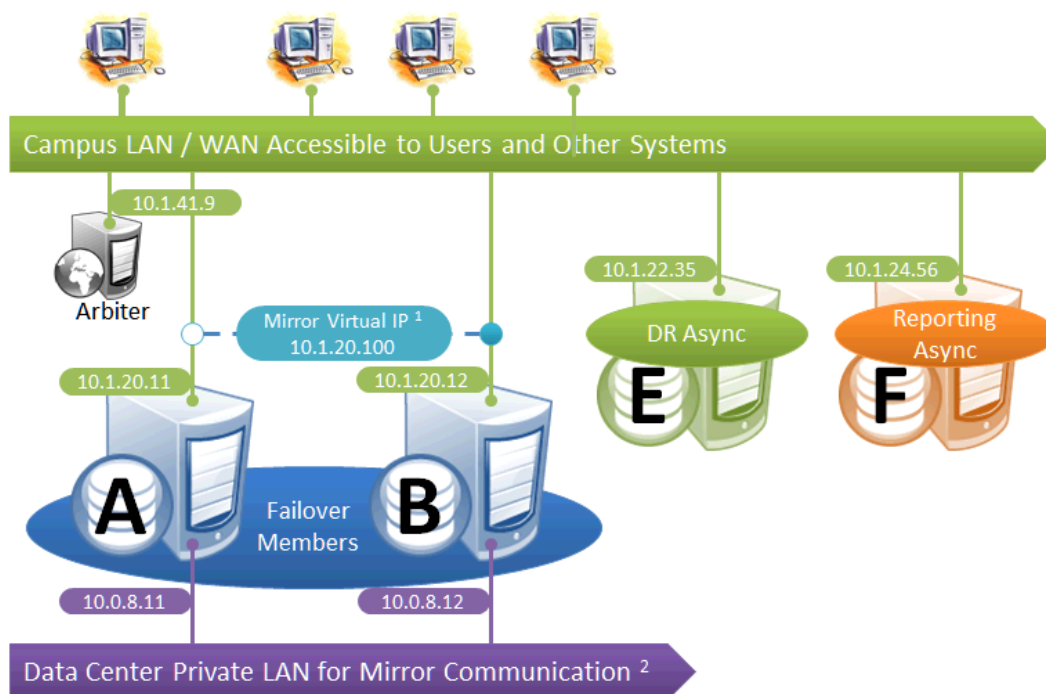 Campus LAN / WAN Accessible to Users and Other Systems
10.1.41.9
Arbiter
Mirror Virtual IP 1
10.1.20.100
10.1.22.35
10.1.24.56
DR Async
Reporting
Async
10.1.20.11
10.1.20.12
E
F
A
B
Failover
Members
10.0.8.11
10.0.8.12
Data Center Private LAN for Mirror Communication 2